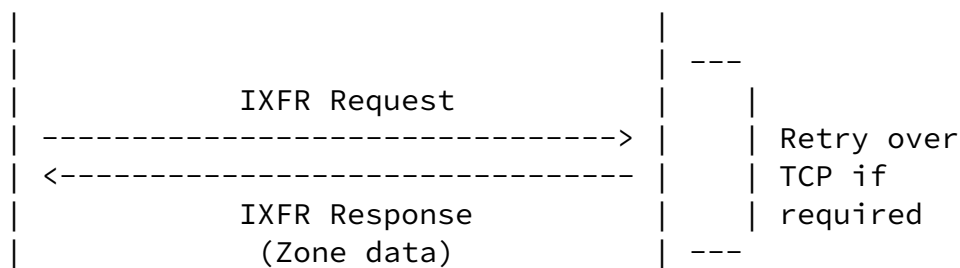 IXFR Request
Retry over
TCP if
IXFR Response required
(Zone data)